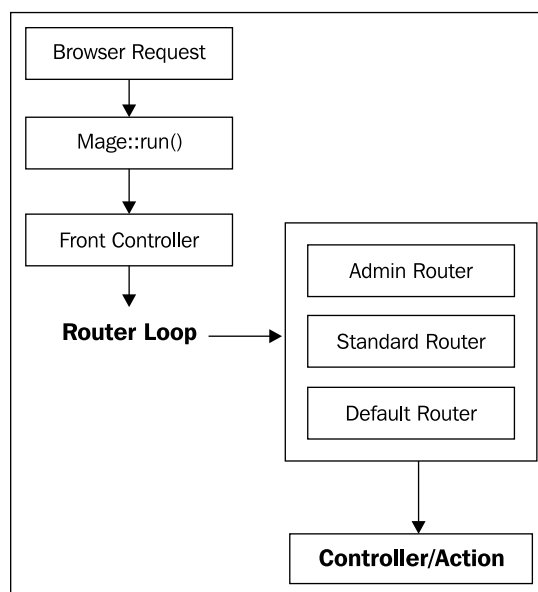 Browser Request
Mage::run()
Front Controller
Router Loop
Admin Router
Standard Router
Default Router
Controller/Action